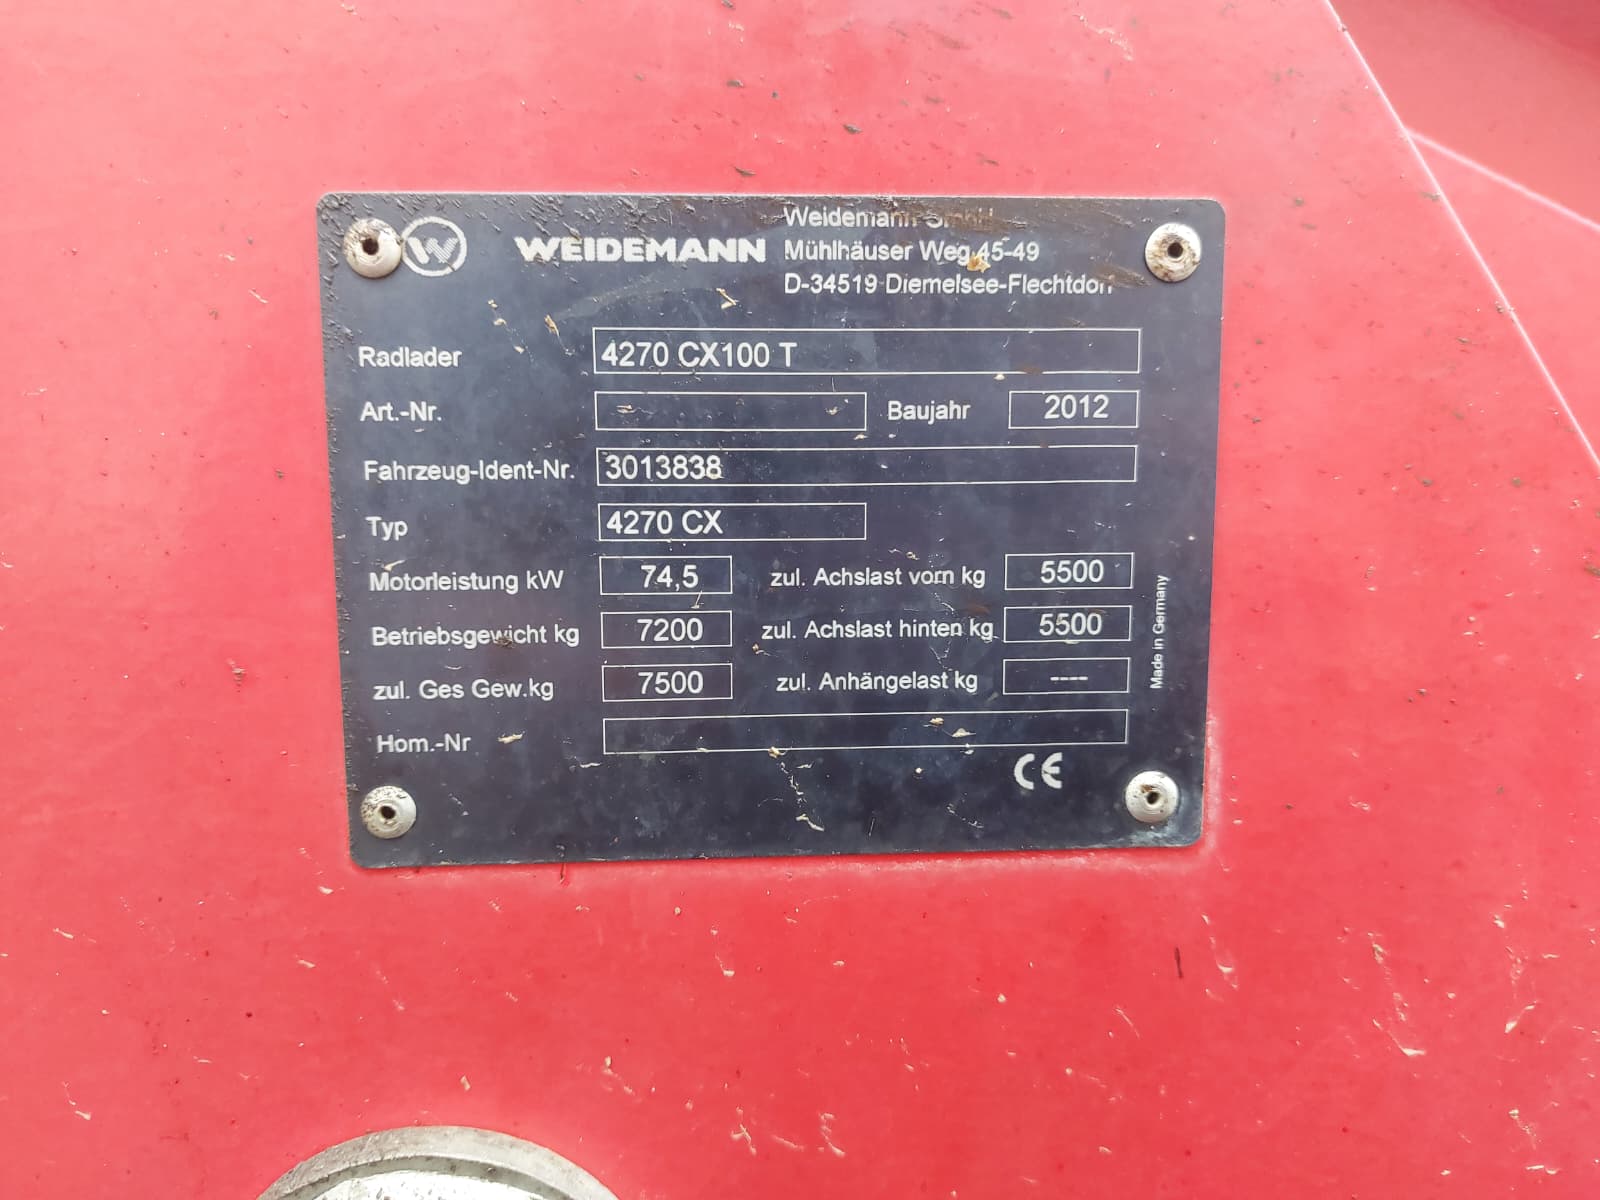 W WEIDEMANN
Weidemann GmbH
Mühlhäuser Weg 45-49
D-34519 Diemelsee-Flechtdorf
Radlader 4270 CX100 T
Art.-Nr. Baujahr 2012
Fahrzeug-Ident-Nr. 3013838
Typ 4270 CX
Motorleistung kW 74,5 zul. Achslast vorn kg 5500
Betriebsgewicht kg 7200 zul. Achslast hinten kg 5500
zul. Ges Gew.kg 7500 zul. Anhängelast kg ----
Hom.-Nr
CE
Made in Germany